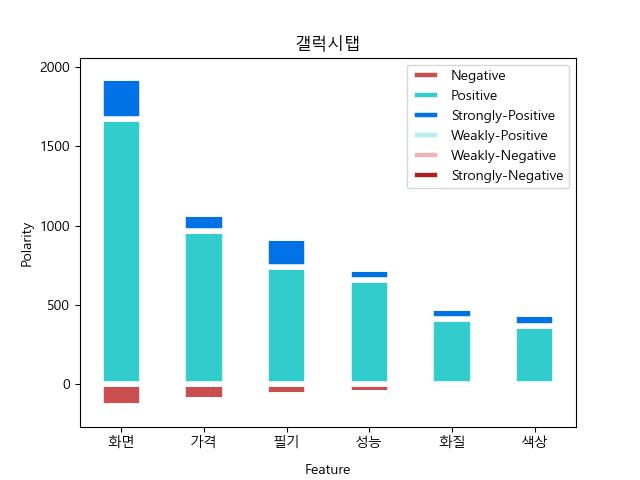 갤럭시탭
Negative
Positive
Strongly-Positive
Weakly-Positive
Weakly-Negative
Strongly-Negative
2000
1500
1000
500
0
Polarity
화면 가격 필기 성능 화질 색상
Feature